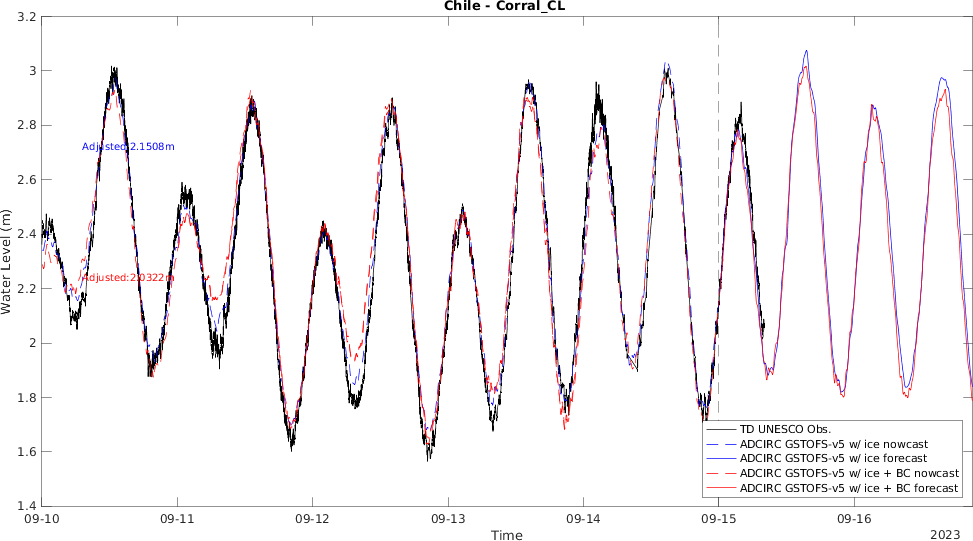 Chile - Corral_CL
3.2
3
2.8
2.6
2.4
2.2
2
1.8
1.6
1.4
Water Level (m)
Adjusted:2.1508m
Adjusted:2.0322m
TD UNESCO Obs.
ADCIRC GSTOFS-v5 w/ ice nowcast
ADCIRC GSTOFS-v5 w/ ice forecast
ADCIRC GSTOFS-v5 w/ ice + BC nowcast
ADCIRC GSTOFS-v5 w/ ice + BC forecast
09-10 09-11 09-12 09-13 09-14 09-15 09-16
Time
2023